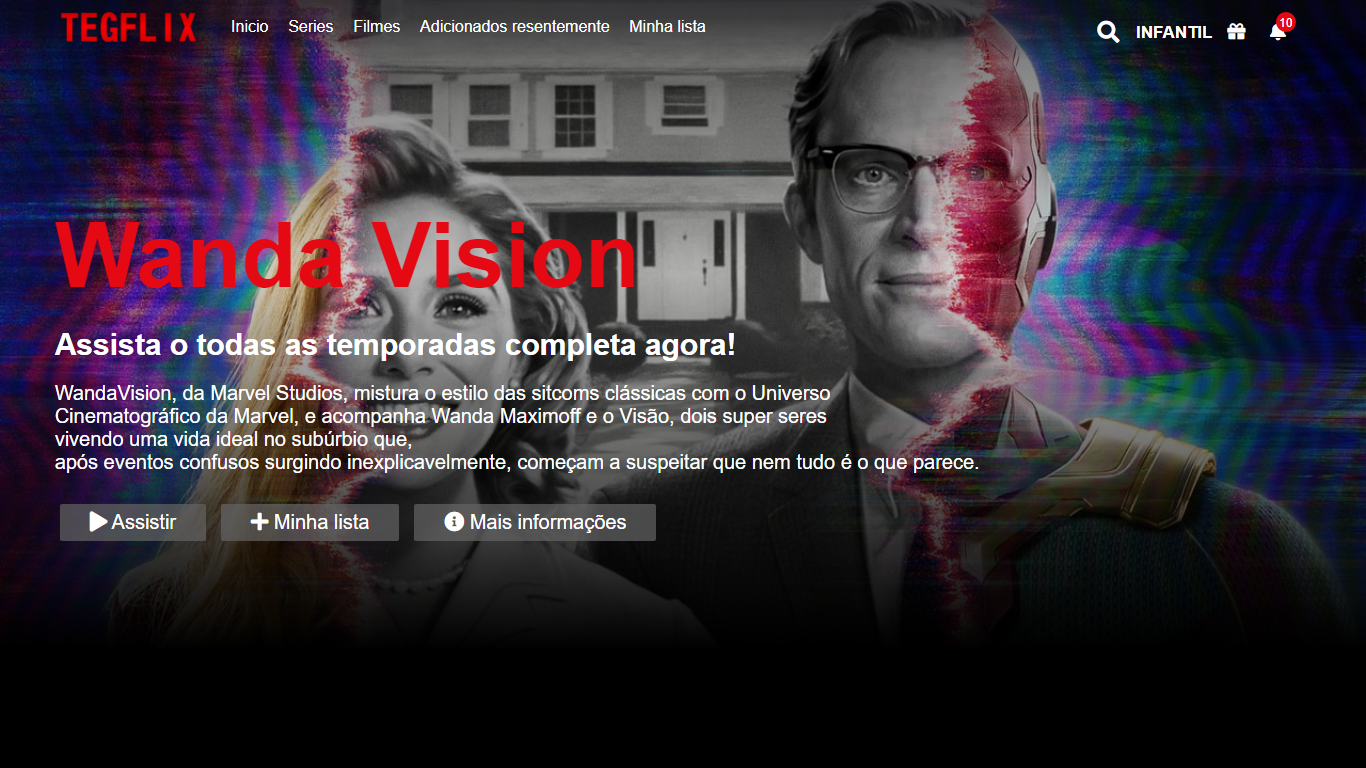 TEGFLIX
Inicio Series Filmes Adicionados resentemente Minha lista
INFANTIL
10
Wanda Vision
Assista o todas as temporadas completa agora!
WandaVision, da Marvel Studios, mistura o estilo das sitcoms clássicas com o Universo
Cinematográfico da Marvel, e acompanha Wanda Maximoff e o Visão, dois super seres
vivendo uma vida ideal no subúrbio que,
após eventos confusos surgindo inexplicavelmente, começam a suspeitar que nem tudo é o que parece.
Assistir
Minha lista
Mais informações